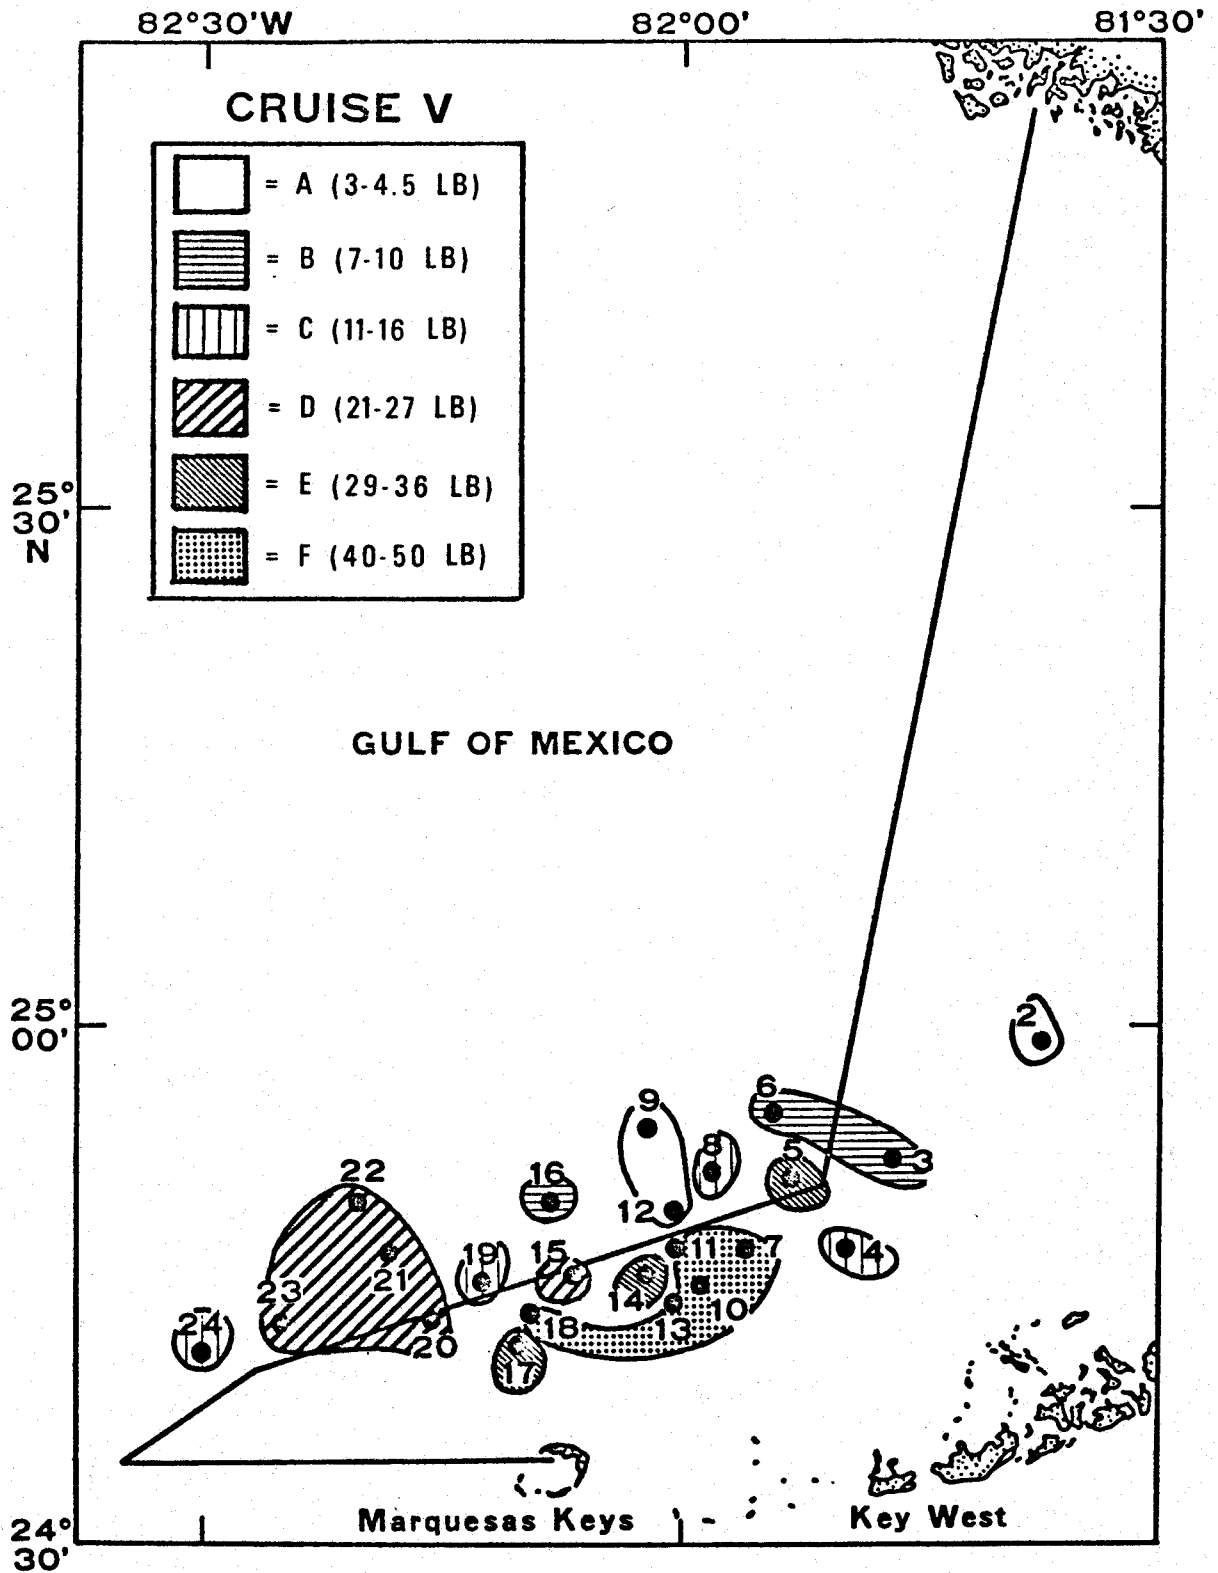 82°30'W 82°00' 81°30'
CRUISE V
= A (3-4.5 LB)
= B (7-10 LB)
= C (11-16 LB)
= D (21-27 LB)
= E (29-36 LB)
= F (40-50 LB)
25°
30'
N
GULF OF MEXICO
25°
00'
2
6
9
8
5
3
22
16
12
19
15
11
7
4
21
23
14
10
24
18
13
20
17
Marquesas Keys
Key West
24°
30'